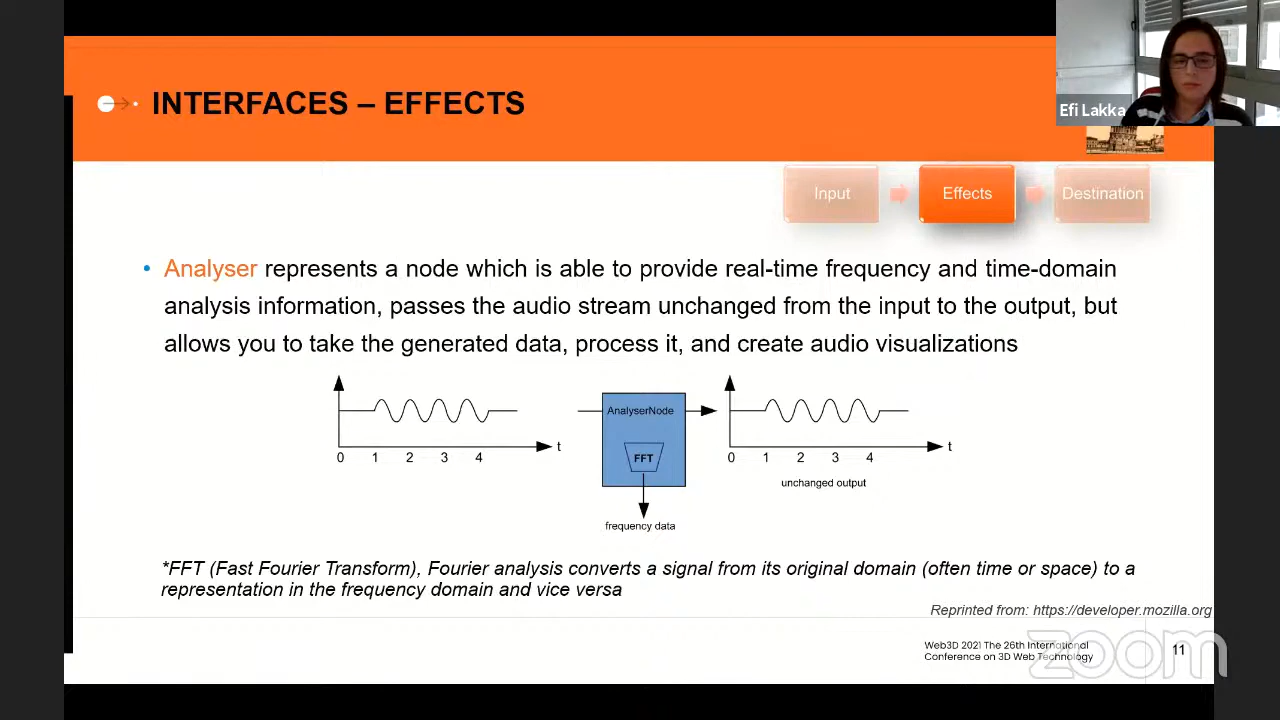 INTERFACES – EFFECTS
Efi Lakka
Input
Effects
Destination
• Analyser represents a node which is able to provide real-time frequency and time-domain
analysis information, passes the audio stream unchanged from the input to the output, but
allows you to take the generated data, process it, and create audio visualizations
0 1 2 3 4 t
AnalyserNode
FFT
frequency data
0 1 2 3 4 t
unchanged output
*FFT (Fast Fourier Transform), Fourier analysis converts a signal from its original domain (often time or space) to a
representation in the frequency domain and vice versa
Reprinted from: https://developer.mozilla.org
Web3D 2021 The 26th International
Conference on 3D Web Technology
zoom
11